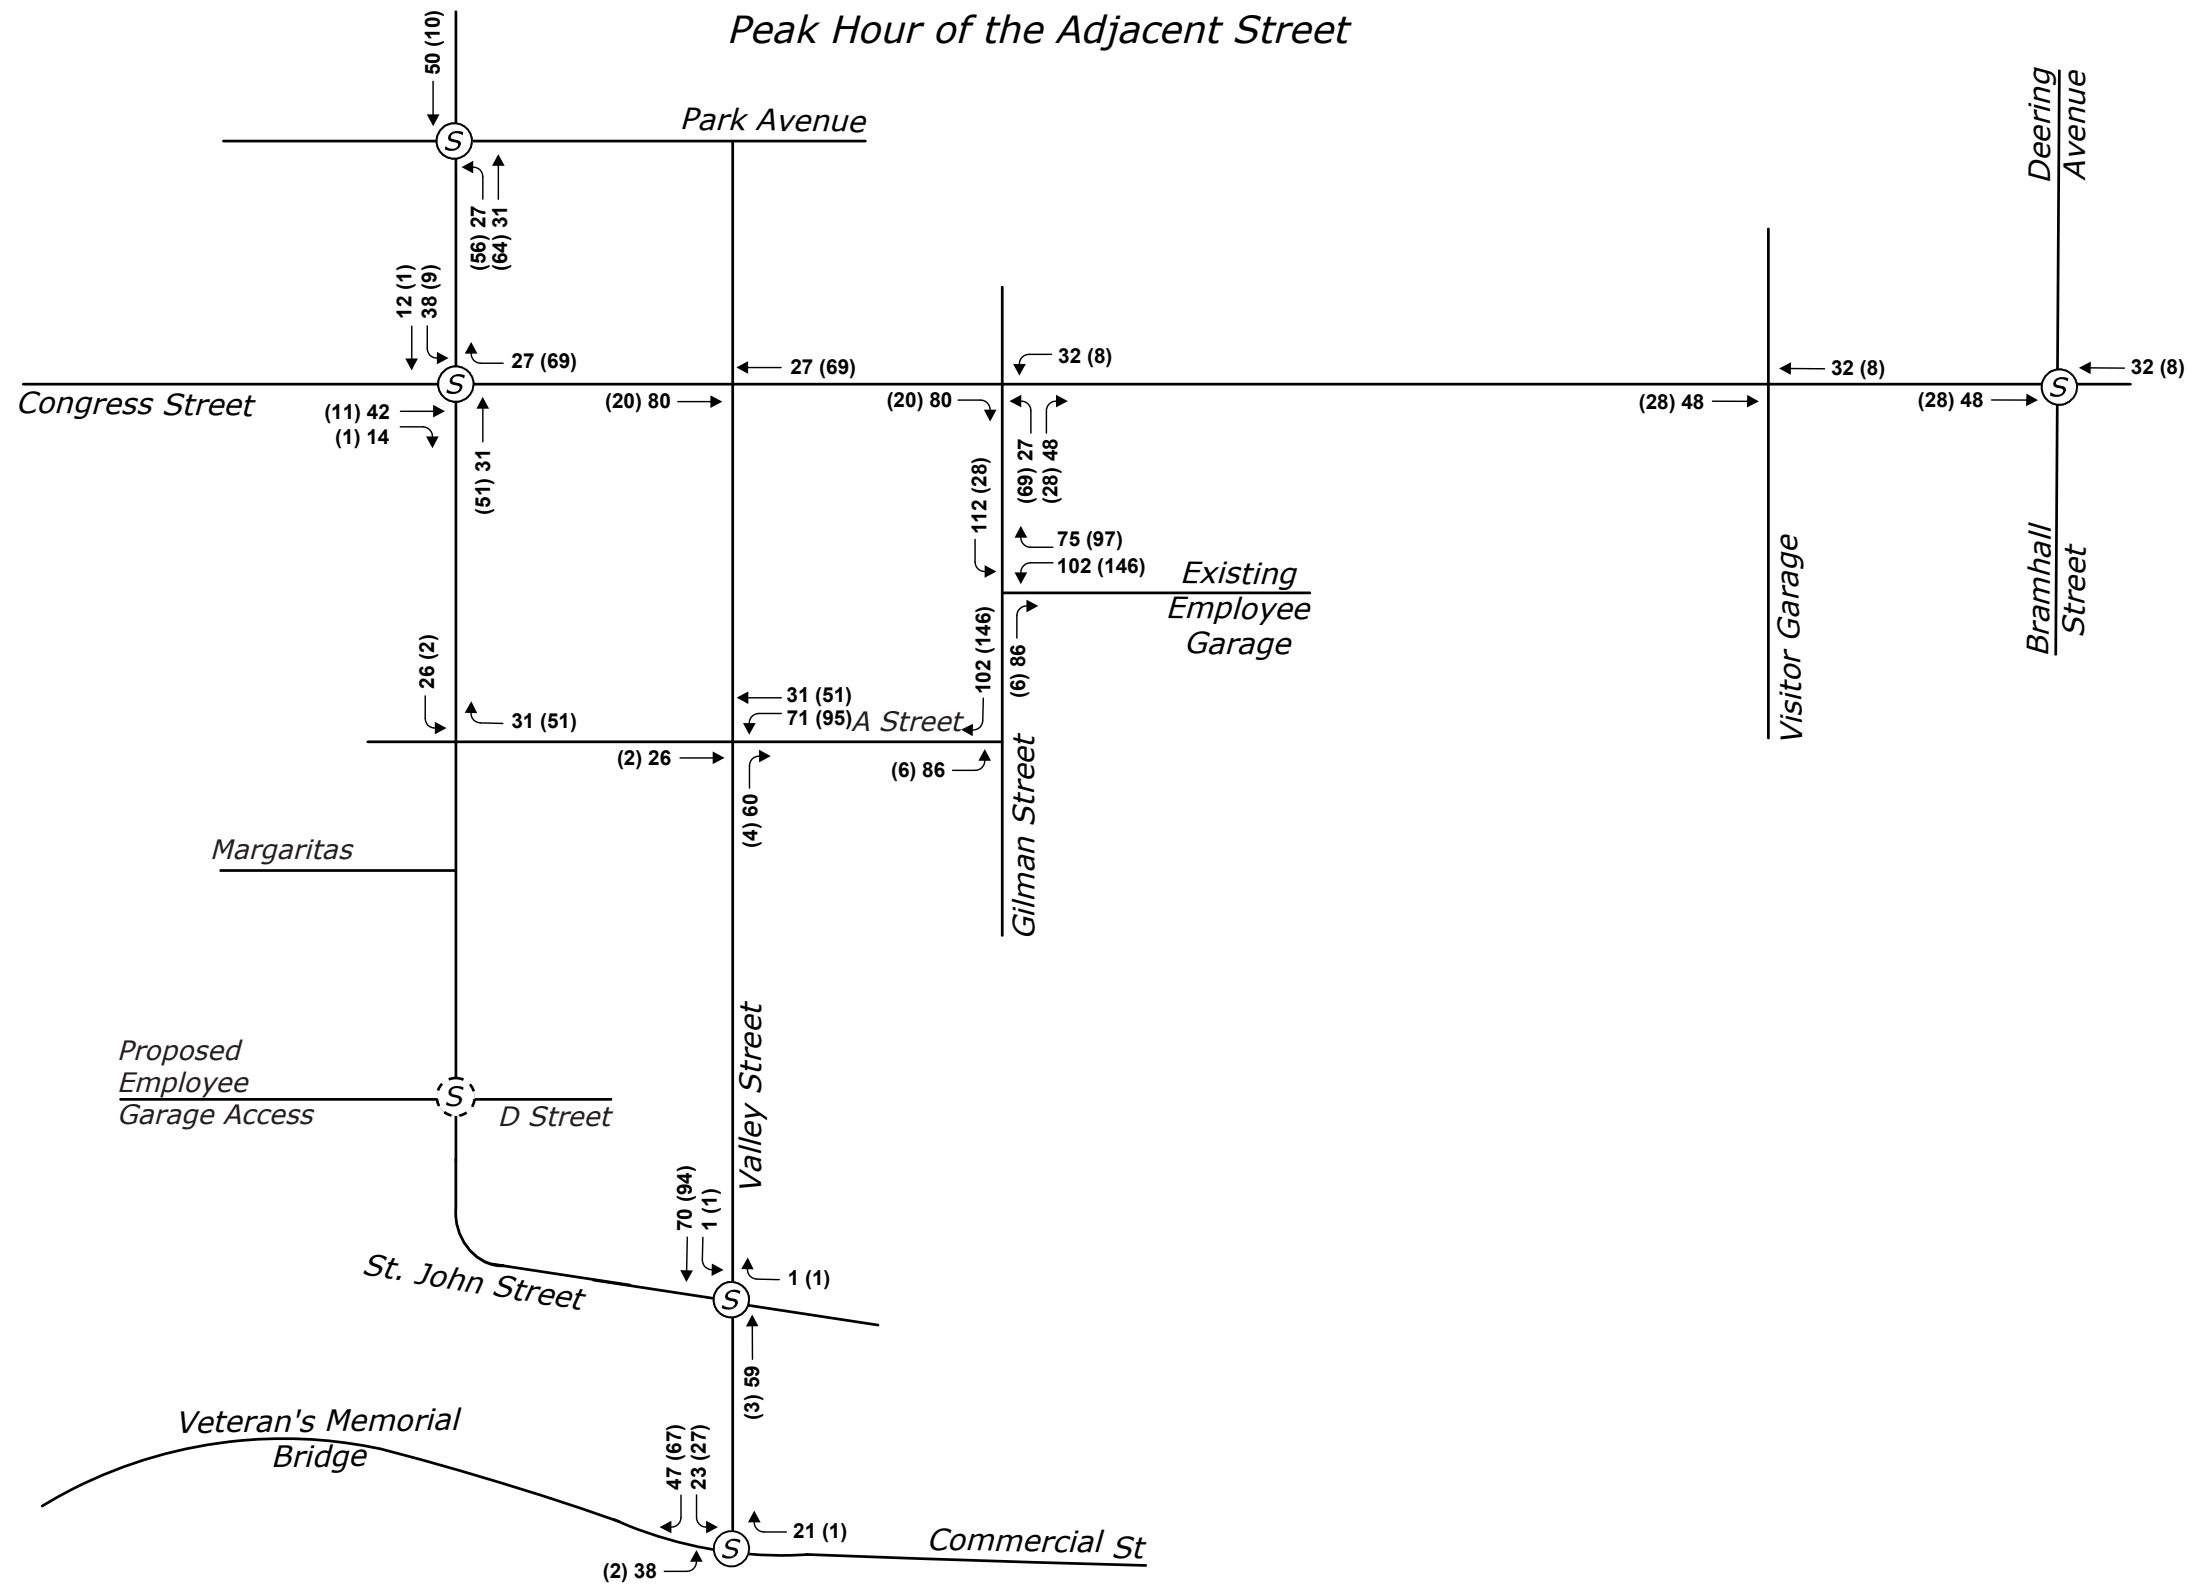 Peak Hour of the Adjacent Street
50 (10)
Park Avenue
S
(56) 27
(64) 31
Deering
Avenue
12 (1)
38 (9)
27 (69)
27 (69)
32 (8)
32 (8)
32 (8)
S
S
Congress Street
(11) 42
(1) 14
(20) 80
(20) 80
(28) 48
(28) 48
(51) 31
112 (28)
(69) 27
(28) 48
75 (97)
102 (146)
Existing
Employee
Garage
Visitor Garage
Bramhall
Street
26 (2)
102 (146)
(6) 86
31 (51)
31 (51)
71 (95)
A Street
(2) 26
(6) 86
(4) 60
Gilman Street
Margaritas
Proposed
Employee
Garage Access
S
D Street
Valley Street
70 (94)
1 (1)
1 (1)
St. John Street
S
(3) 59
Veteran's Memorial
Bridge
47 (67)
23 (27)
21 (1)
S
Commercial St
(2) 38